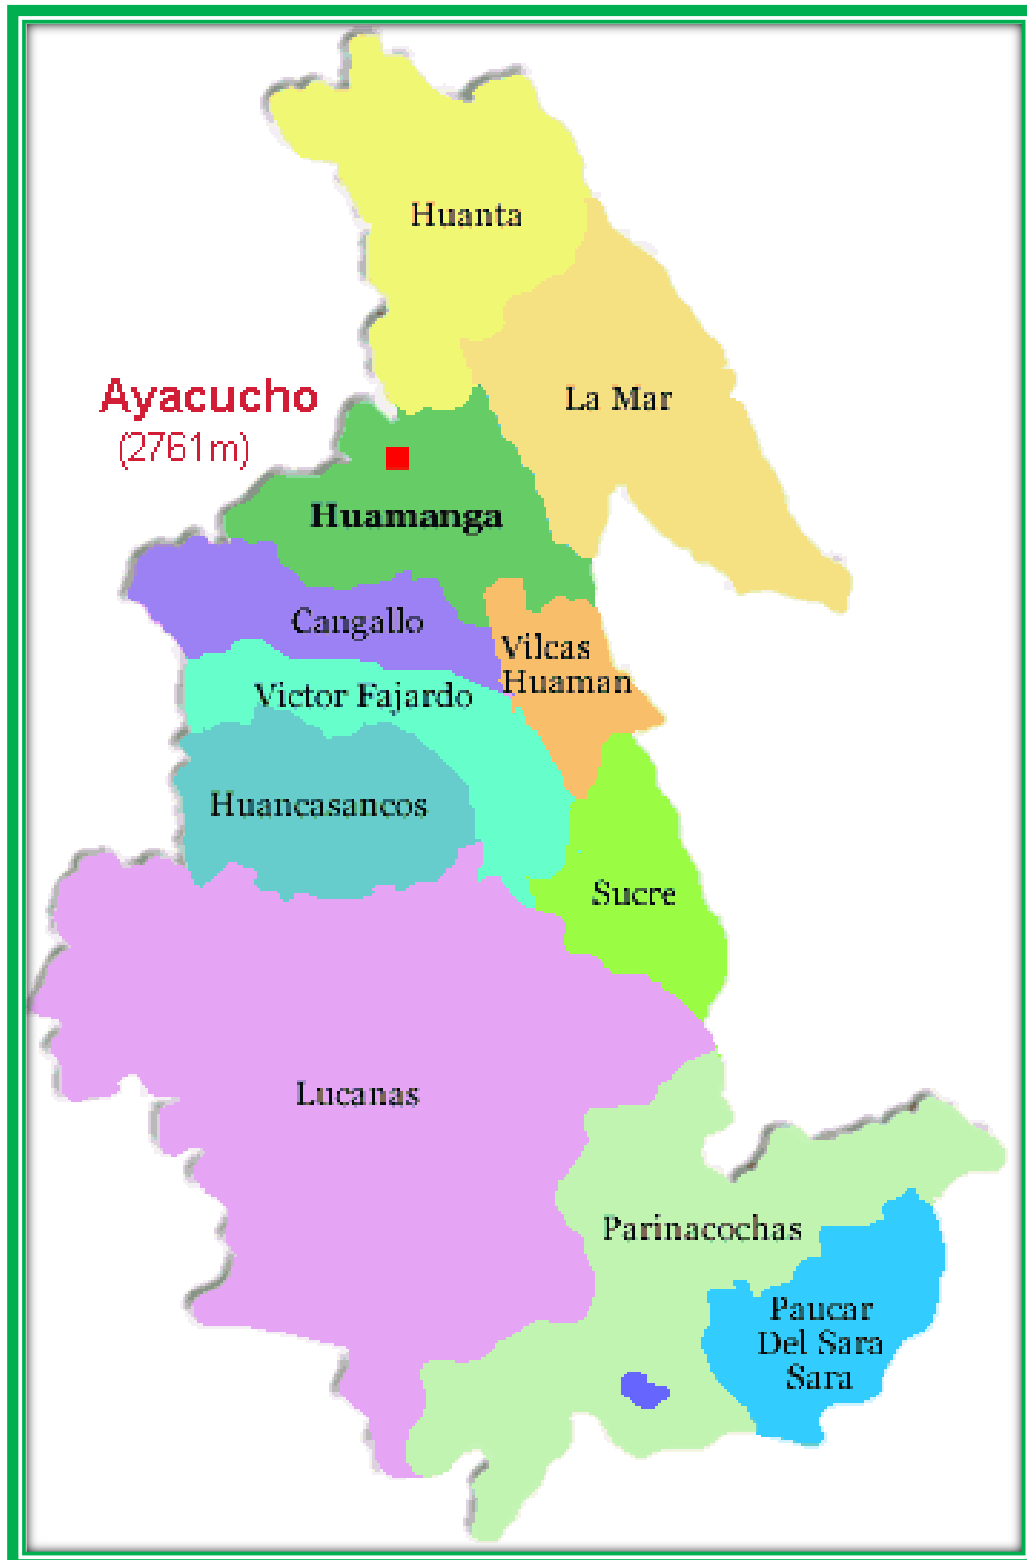 Huanta
La Mar
Ayacucho
(2761m)
Huamanga
Cangallo
Vilcas
Huaman
Victor Fajardo
Huancasancos
Sucre
Lucanas
Parinacochas
Paucar
Del Sara
Sara